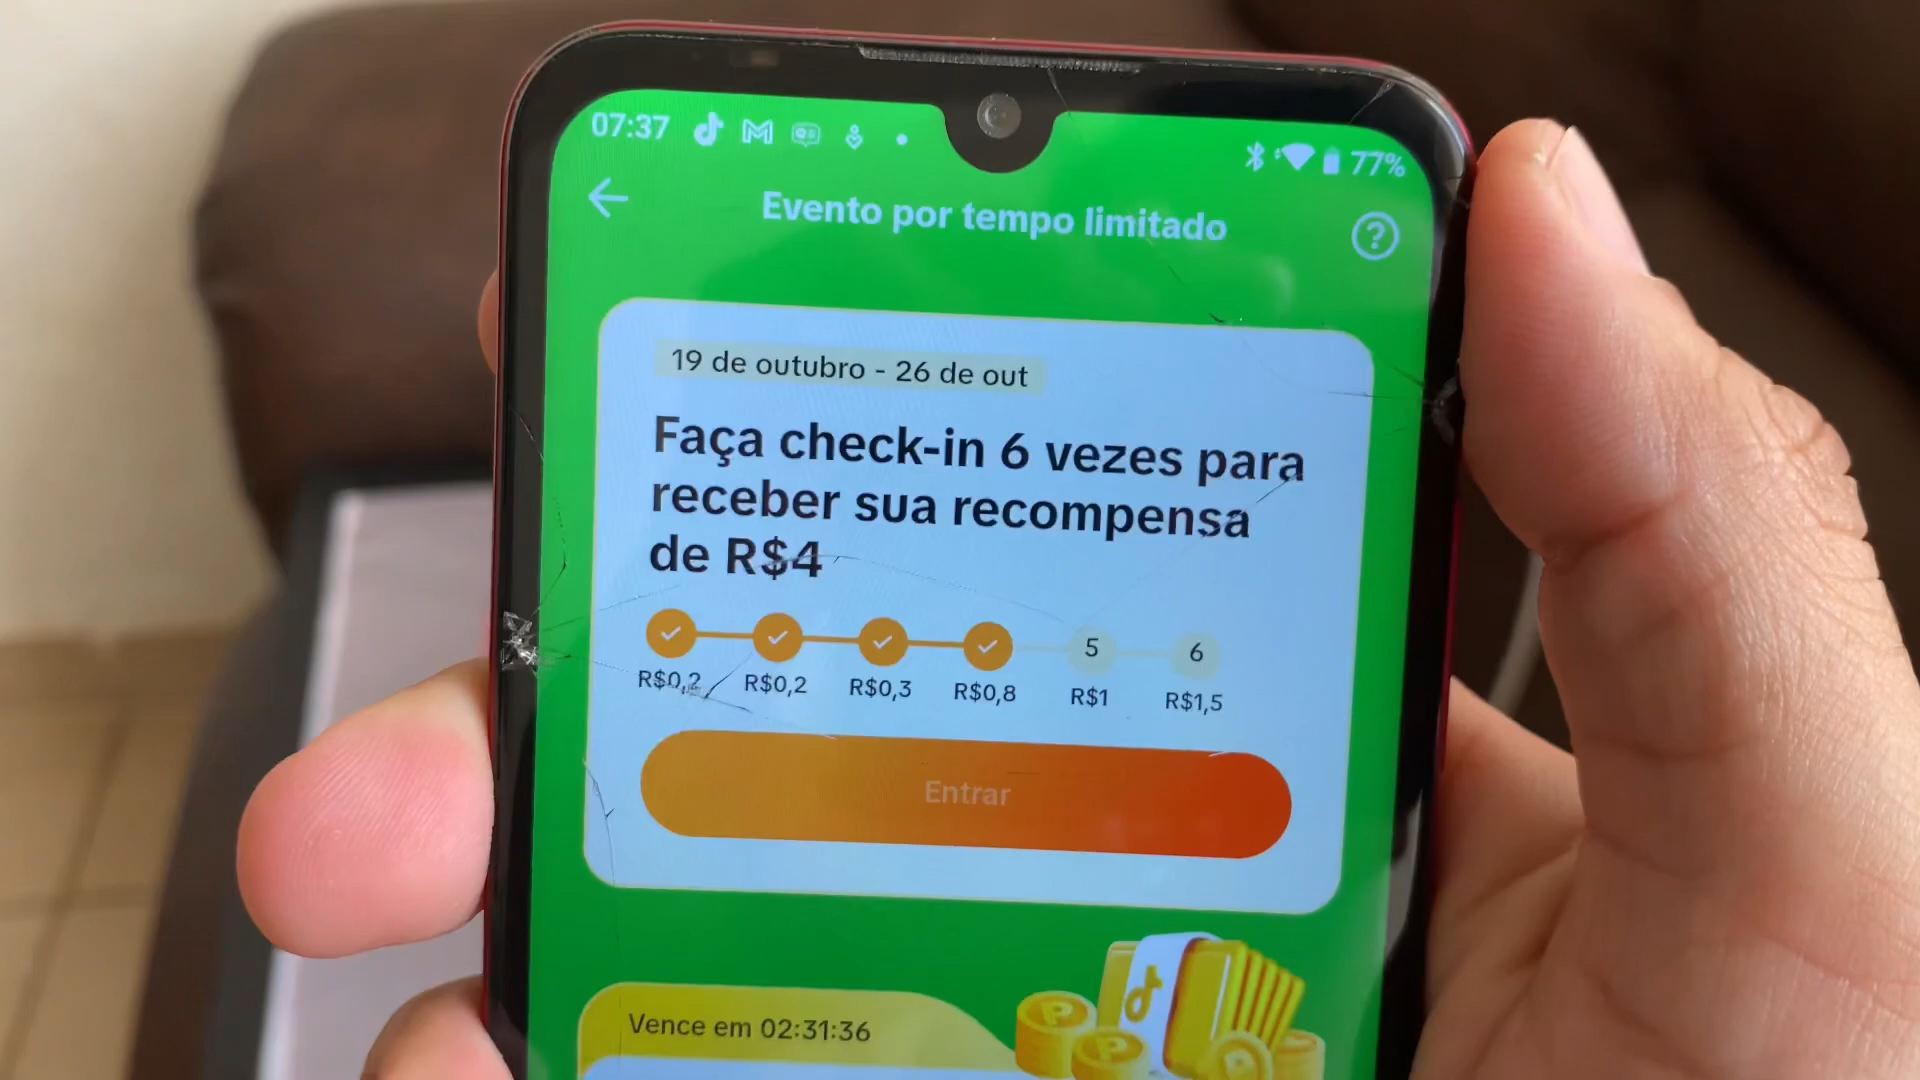 07:37
77%
Evento por tempo limitado
?
19 de outubro - 26 de out
Faça check-in 6 vezes para
receber sua recompensa
de R$4
5
6
R$0,2
R$0,2
R$0,3
R$0,8
R$1
R$1,5
Entrar
Vence em 02:31:36
P
P
P